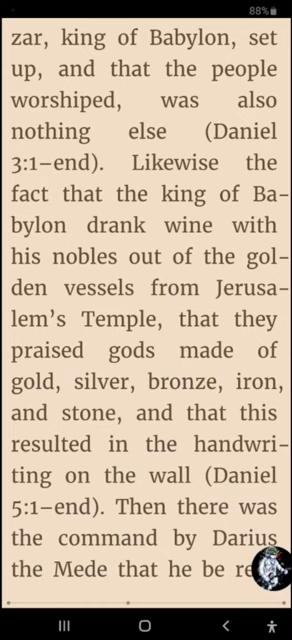 88%
zar, king of Babylon, set
up, and that the people
worshiped, was also
nothing else (Daniel
3:1–end). Likewise the
fact that the king of Ba-
bylon drank wine with
his nobles out of the gol-
den vessels from Jerusa-
lem's Temple, that they
praised gods made of
gold, silver, bronze, iron,
and stone, and that this
resulted in the handwri-
ting on the wall (Daniel
5:1–end). Then there was
the command by Darius
the Mede that he be